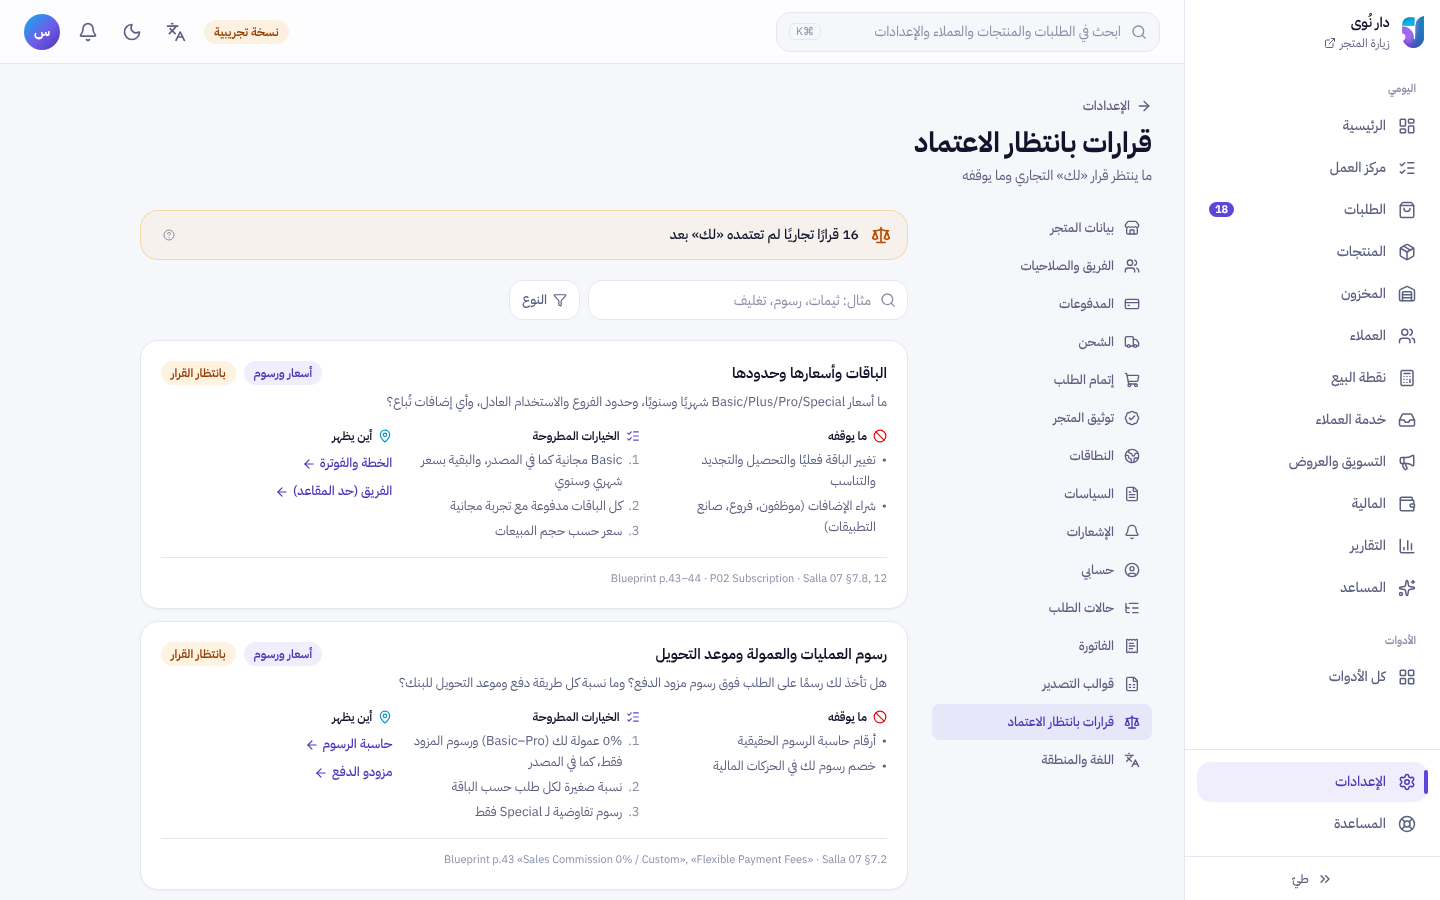 دار نُوى
زيارة المتجر
اليومي
الرئيسية
مركز العمل
الطلبات
18
المنتجات
المخزون
العملاء
نقطة البيع
خدمة العملاء
التسويق والعروض
المالية
التقارير
المساعد
الأدوات
كل الأدوات
الإعدادات
المساعدة
طيّ
ابحث في الطلبات والمنتجات والعملاء والإعدادات
⌘K
نسخة تجريبية
س
الإعدادات
قرارات بانتظار الاعتماد
ما ينتظر قرار «لك» التجاري وما يوقفه
بيانات المتجر
الفريق والصلاحيات
المدفوعات
الشحن
إتمام الطلب
توثيق المتجر
النطاقات
السياسات
الإشعارات
حسابي
حالات الطلب
الفاتورة
قوالب التصدير
قرارات بانتظار الاعتماد
اللغة والمنطقة
16 قرارًا تجاريًا لم تعتمده «لك» بعد
مثال: ثيمات، رسوم، تغليف
النوع
الباقات وأسعارها وحدودها
أسعار ورسوم
بانتظار القرار
ما أسعار Basic/Plus/Pro/Special شهريًا وسنويًا، وحدود الفروع والاستخدام العادل، وأي إضافات تُباع؟
ما يوقفه
• تغيير الباقة فعليًا والتحصيل والتجديد
والتناسب
• شراء الإضافات (موظفون، فروع، صانع
التطبيقات)
الخيارات المطروحة
1. Basic مجانية كما في المصدر، والبقية بسعر
شهري وسنوي
2. كل الباقات مدفوعة مع تجربة مجانية
3. سعر حسب حجم المبيعات
أين يظهر
الخطة والفوترة ←
الفريق (حد المقاعد) ←
Blueprint p.43–44 · P02 Subscription · Salla 07 §7.8, 12
رسوم العمليات والعمولة وموعد التحويل
أسعار ورسوم
بانتظار القرار
هل تأخذ لك رسمًا على الطلب فوق رسوم مزود الدفع؟ وما نسبة كل طريقة دفع وموعد التحويل للبنك؟
ما يوقفه
• أرقام حاسبة الرسوم الحقيقية
• خصم رسوم لك في الحركات المالية
الخيارات المطروحة
1. 0% عمولة لك (Basic–Pro) ورسوم المزود
فقط، كما في المصدر
2. نسبة صغيرة لكل طلب حسب الباقة
3. رسوم تفاوضية لـ Special فقط
أين يظهر
حاسبة الرسوم ←
مزودو الدفع ←
Blueprint p.43 «Sales Commission 0% / Custom», «Flexible Payment Fees» · Salla 07 §7.2